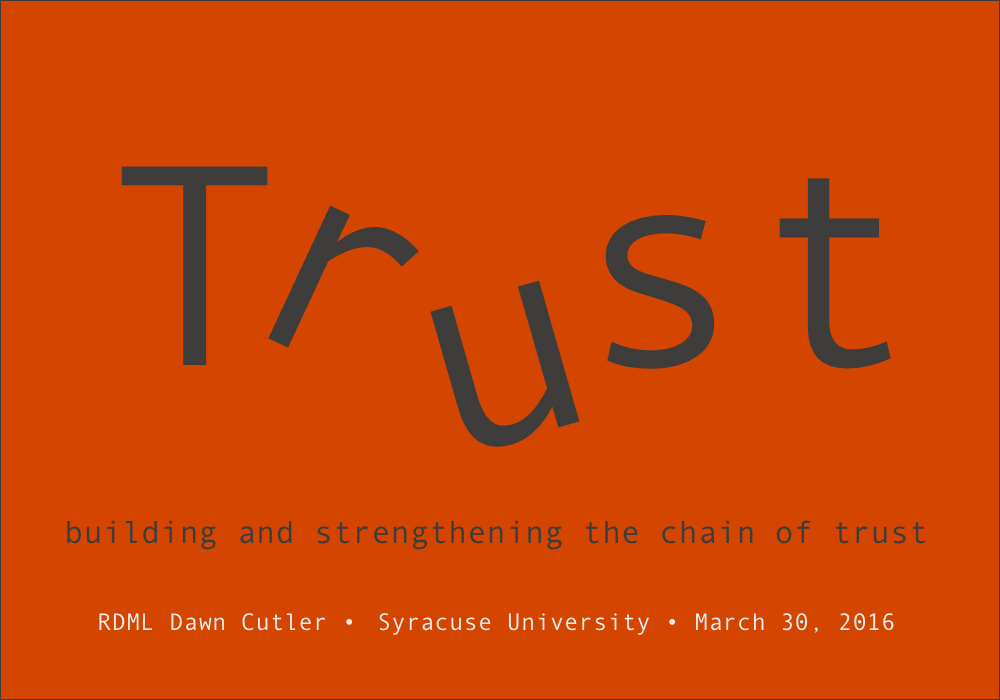 Trust
building and strengthening the chain of trust
RDML Dawn Cutler • Syracuse University • March 30, 2016